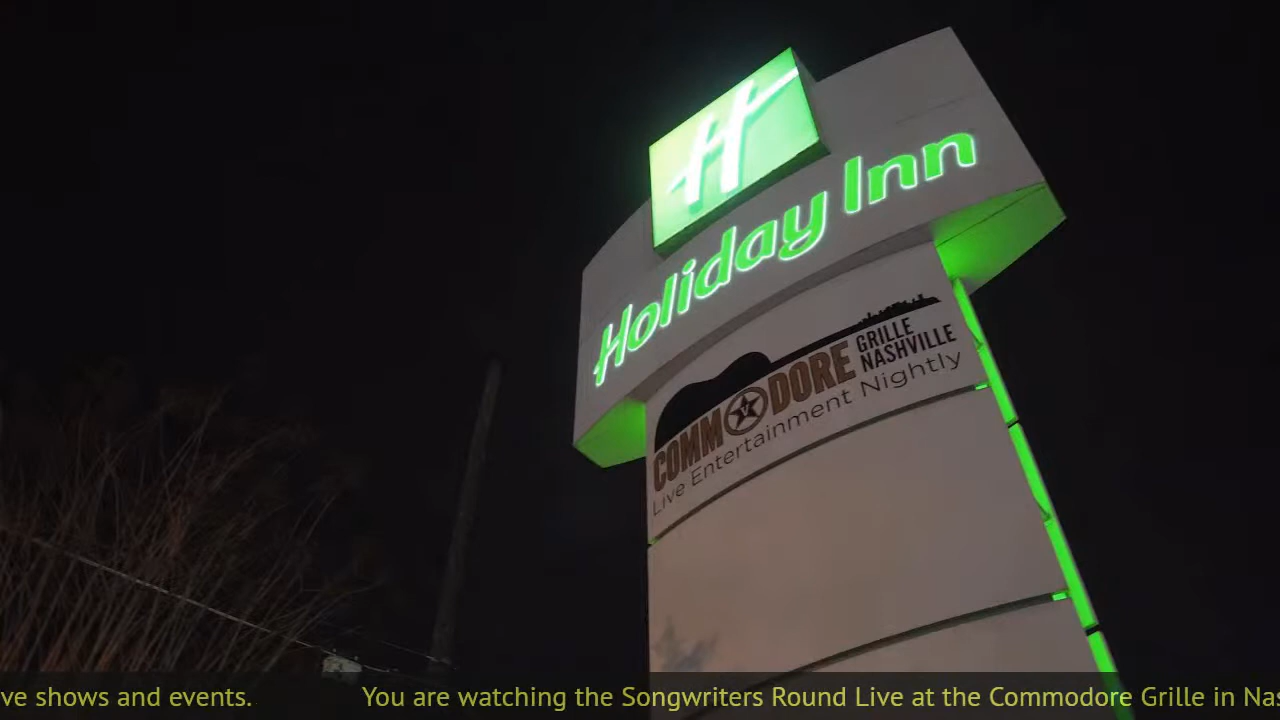 H
Holiday Inn
COMMODORE
GRILLE
NASHVILLE
Live Entertainment Nightly
ve shows and events. You are watching the Songwriters Round Live at the Commodore Grille in Nas